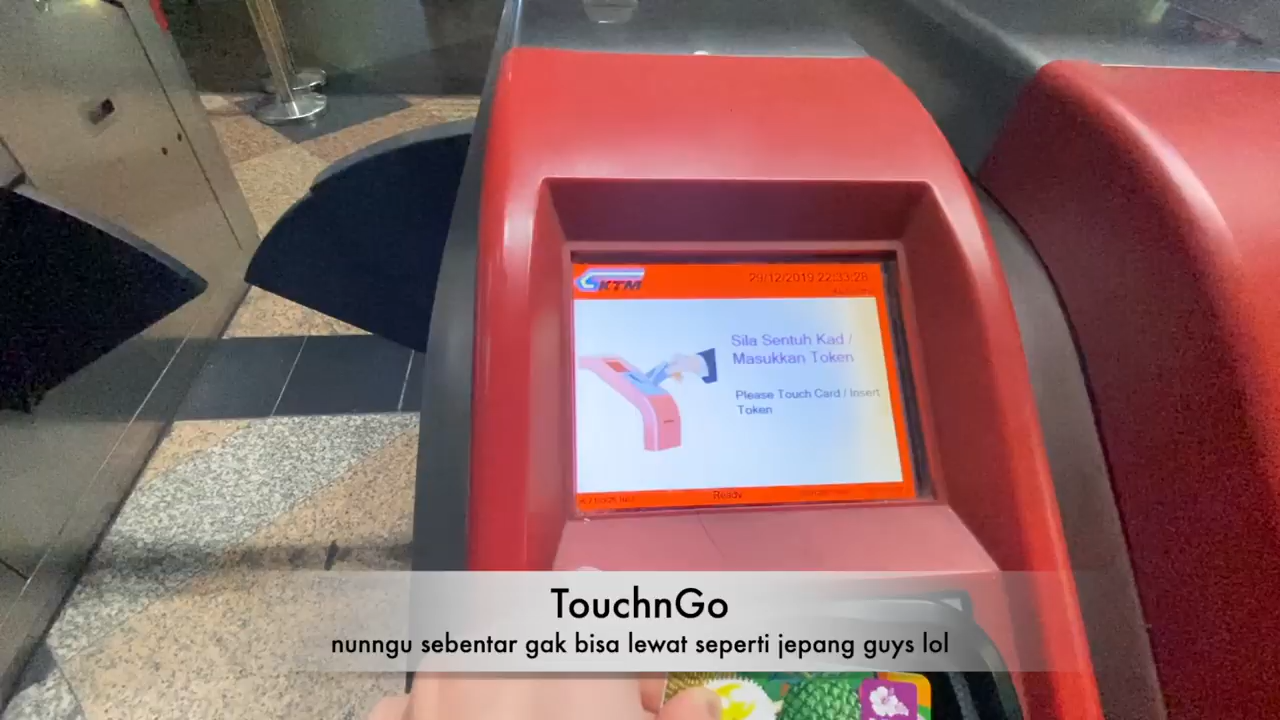 KTM
29/12/2019 22:33:28
Sila Sentuh Kad /
Masukkan Token
Please Touch Card / Insert
Token
Ready
TouchnGo
nunngu sebentar gak bisa lewat seperti jepang guys lol